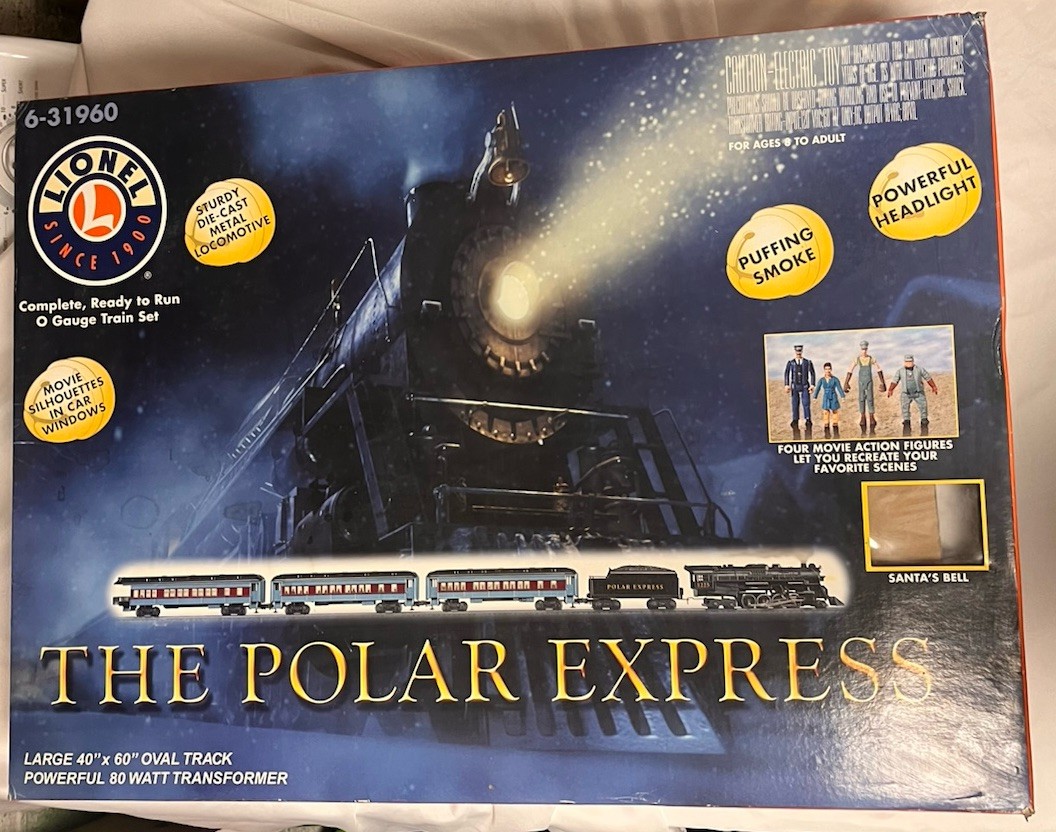 6-31960
LIONEL
L
SINCE 1900
®
Complete, Ready to Run
O Gauge Train Set
STURDY
DIE-CAST
METAL
LOCOMOTIVE
MOVIE
SILHOUETTES
IN CAR
WINDOWS
CAUTION-ELECTRIC TOY
FOR AGES 8 TO ADULT
POWERFUL
HEADLIGHT
PUFFING
SMOKE
FOUR MOVIE ACTION FIGURES
LET YOU RECREATE YOUR
FAVORITE SCENES
SANTA'S BELL
POLAR EXPRESS
THE POLAR EXPRESS
LARGE 40"x 60" OVAL TRACK
POWERFUL 80 WATT TRANSFORMER